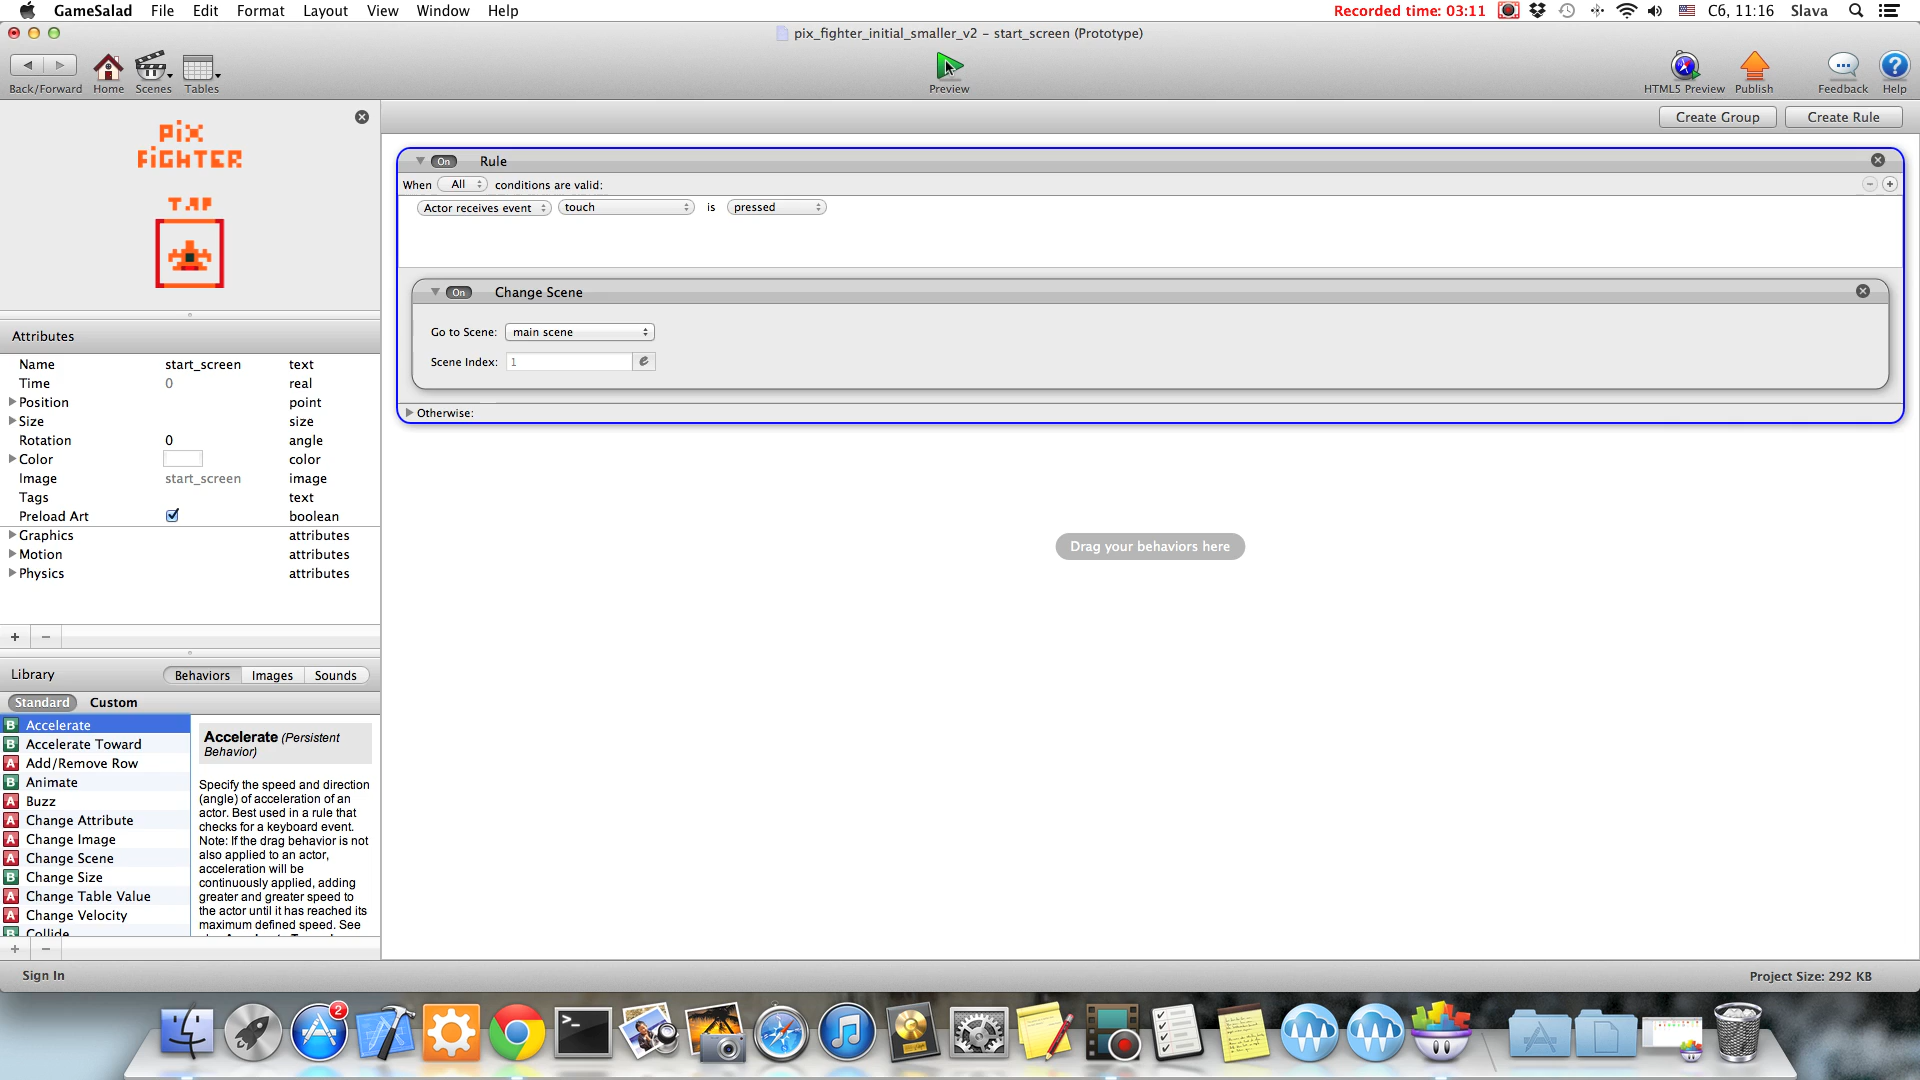 GameSalad File Edit Format Layout View Window Help Recorded time: 03:11 C6, 11:16 Slava
pix_fighter_initial_smaller_v2 – start_screen (Prototype)
Back/Forward Home Scenes Tables Preview HTML5 Preview Publish Feedback Help
Create Group Create Rule
PiX
FiGHTER
TAP
On Rule
When All conditions are valid:
Actor receives event touch is pressed
On Change Scene
Go to Scene: main scene
Scene Index: 1
Otherwise:
Drag your behaviors here
Attributes
Name start_screen text
Time 0 real
Position point
Size size
Rotation 0 angle
Color color
Image start_screen image
Tags text
Preload Art boolean
Graphics attributes
Motion attributes
Physics attributes
+ −
Library Behaviors Images Sounds
Standard Custom
B Accelerate
B Accelerate Toward
A Add/Remove Row
B Animate
A Buzz
A Change Attribute
A Change Image
A Change Scene
B Change Size
A Change Table Value
A Change Velocity
B Collide
Accelerate (Persistent
Behavior)
Specify the speed and direction
(angle) of acceleration of an
actor. Best used in a rule that
checks for a keyboard event.
Note: If the drag behavior is not
also applied to an actor,
acceleration will be
continuously applied, adding
greater and greater speed to
the actor until it has reached its
maximum defined speed. See
+ −
Sign In Project Size: 292 KB
2